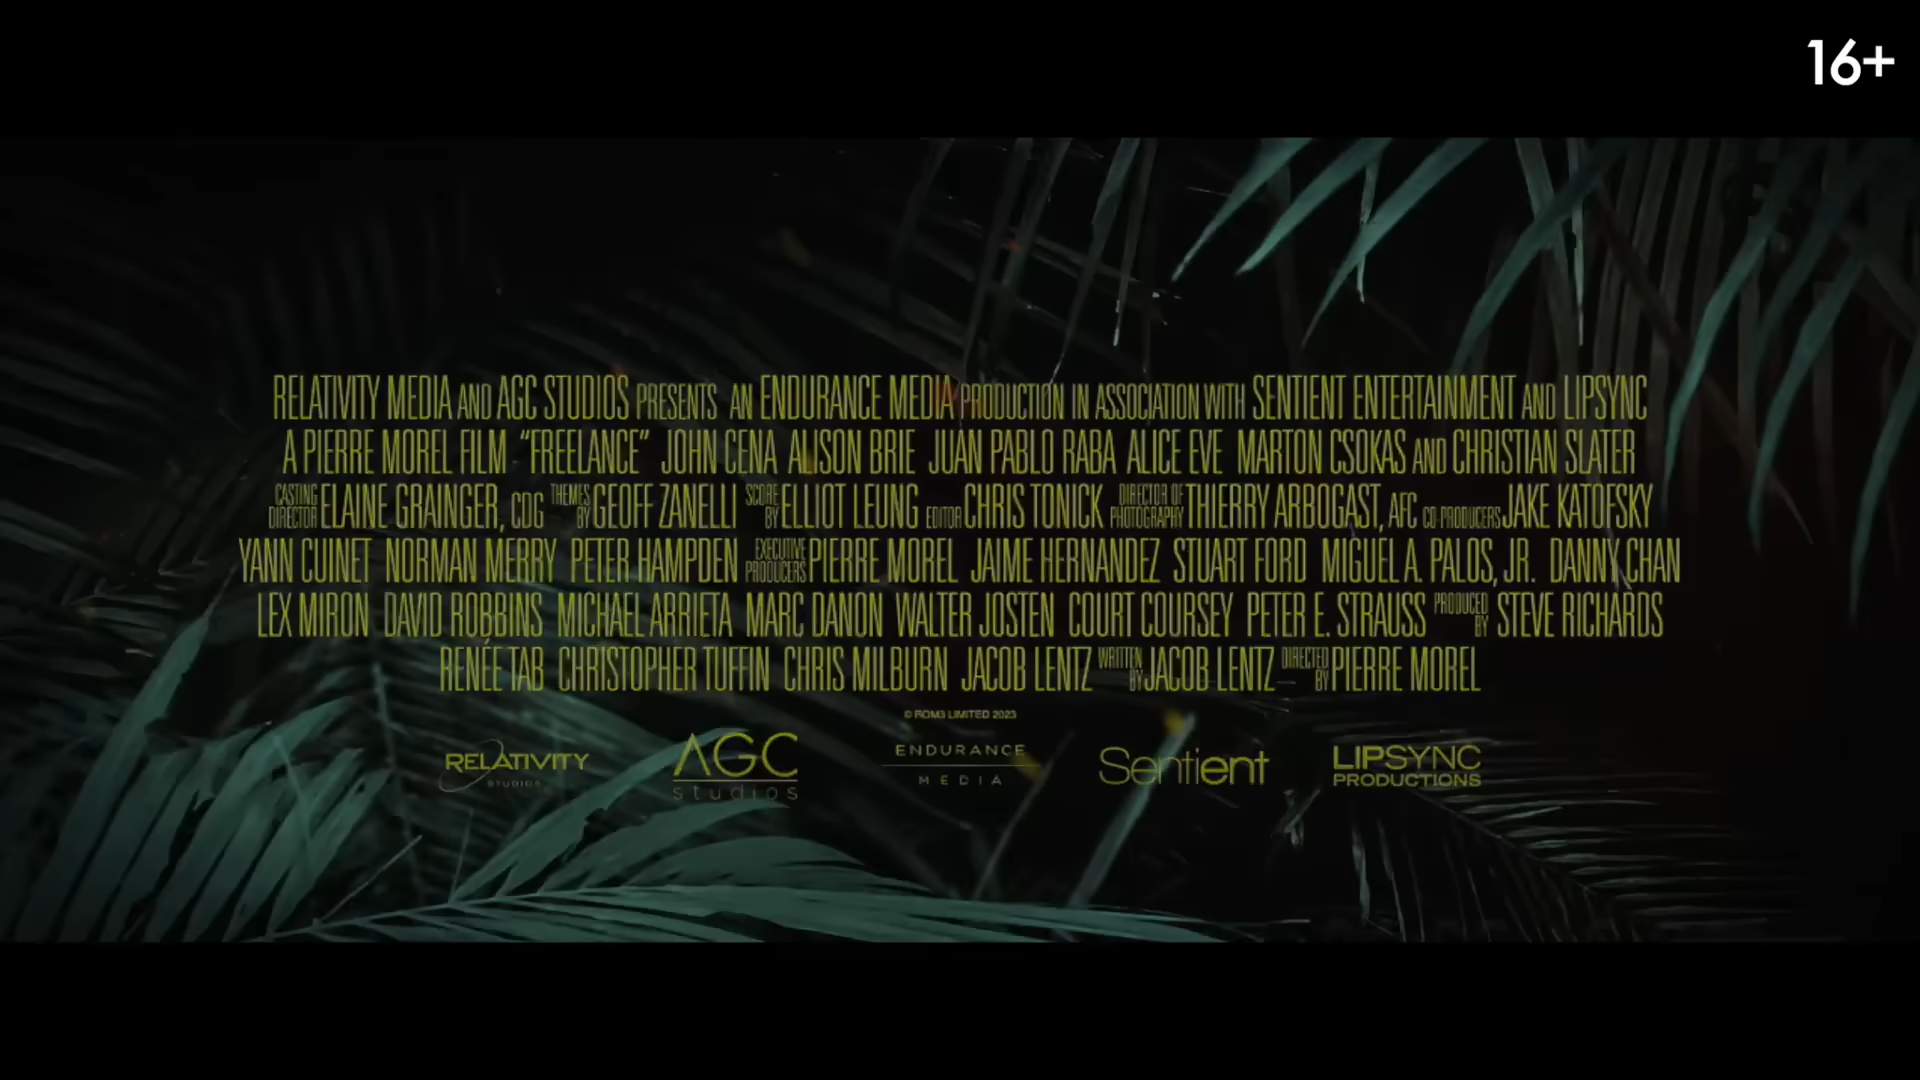 16+
RELATIVITY MEDIA AND AGC STUDIOS PRESENTS AN ENDURANCE MEDIA PRODUCTION IN ASSOCIATION WITH SENTIENT ENTERTAINMENT AND LIPSYNC
A PIERRE MOREL FILM “FREELANCE” JOHN CENA ALISON BRIE JUAN PABLO RABA ALICE EVE MARTON CSOKAS AND CHRISTIAN SLATER
CASTING DIRECTOR ELAINE GRAINGER, CDG THEMES BY GEOFF ZANELLI SCORE BY ELLIOT LEUNG EDITOR CHRIS TONICK DIRECTOR OF PHOTOGRAPHY THIERRY ARBOGAST, AFC CO-PRODUCERS JAKE KATOFSKY
YANN CUINET NORMAN MERRY PETER HAMPDEN EXECUTIVE PRODUCERS PIERRE MOREL JAIME HERNANDEZ STUART FORD MIGUEL A. PALOS, JR. DANNY CHAN
LEX MIRON DAVID ROBBINS MICHAEL ARRIETA MARC DANON WALTER JOSTEN COURT COURSEY PETER E. STRAUSS PRODUCED BY STEVE RICHARDS
RENÉE TAB CHRISTOPHER TUFFIN CHRIS MILBURN JACOB LENTZ WRITTEN BY JACOB LENTZ DIRECTED BY PIERRE MOREL
© ROM3 LIMITED 2023
RELATIVITY STUDIOS
AGC studios
ENDURANCE MEDIA
Sentient
LIPSYNC PRODUCTIONS